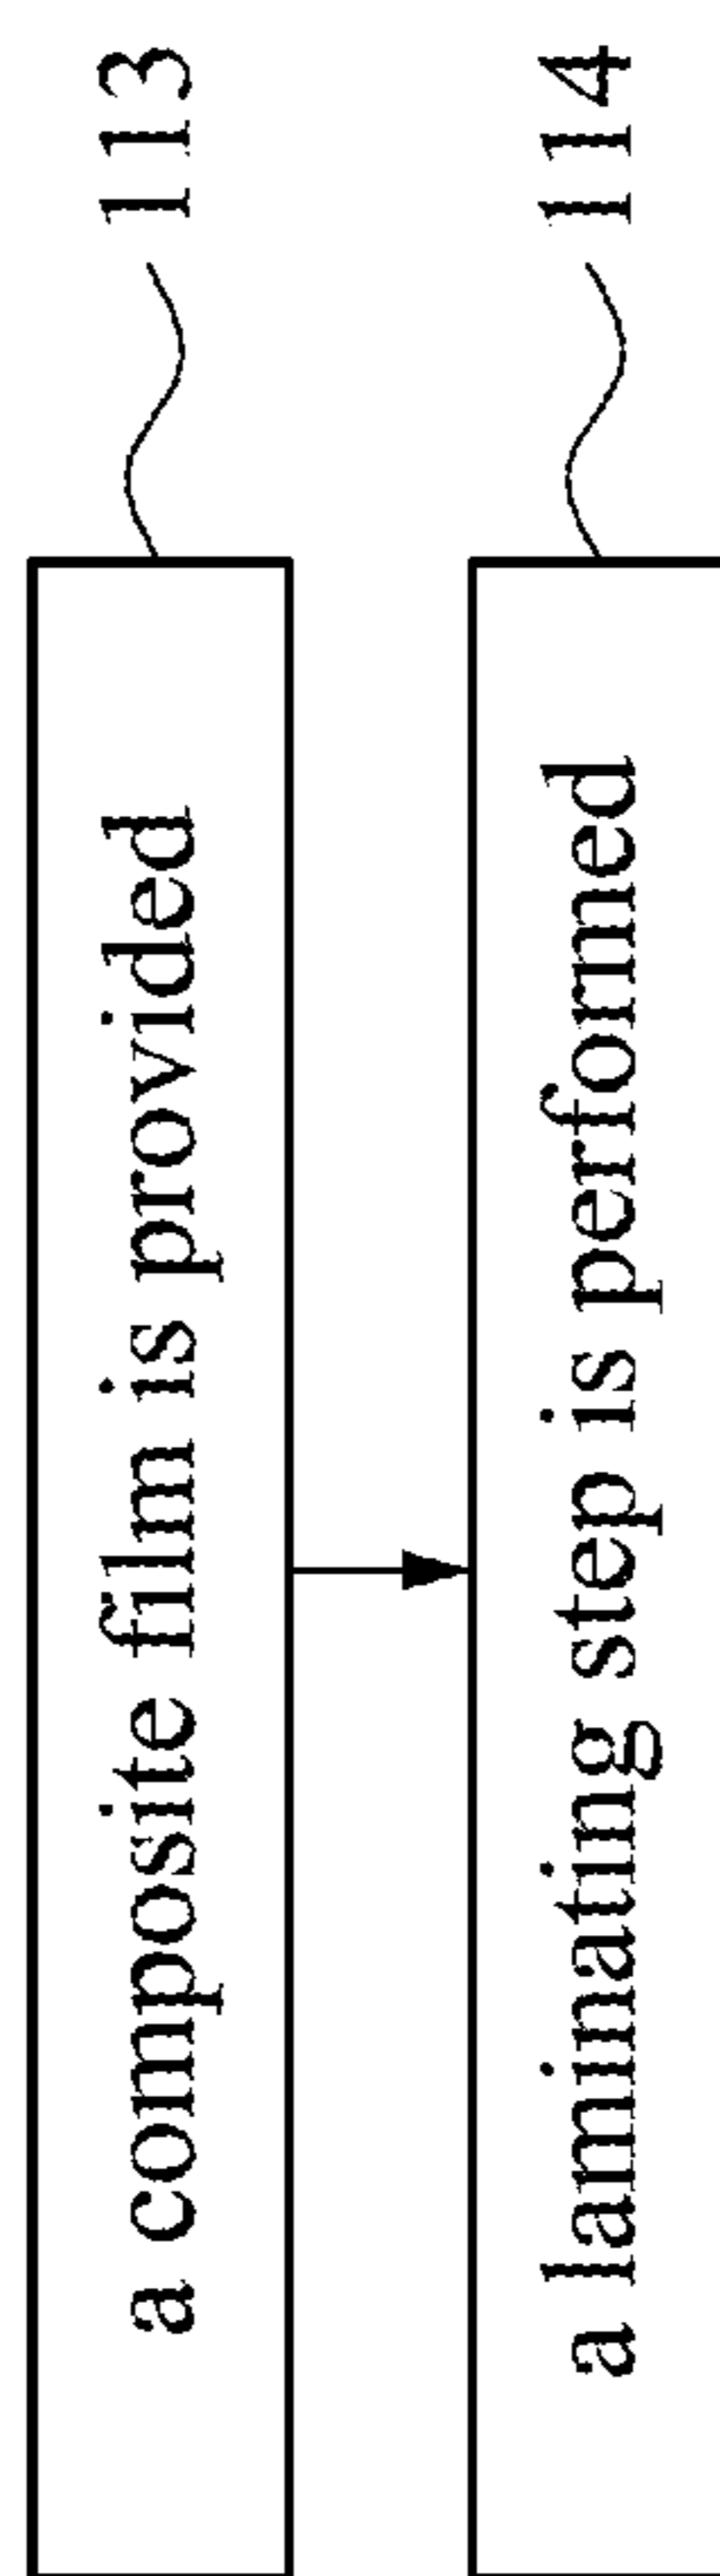 a composite film is provided 113
a laminating step is performed 114